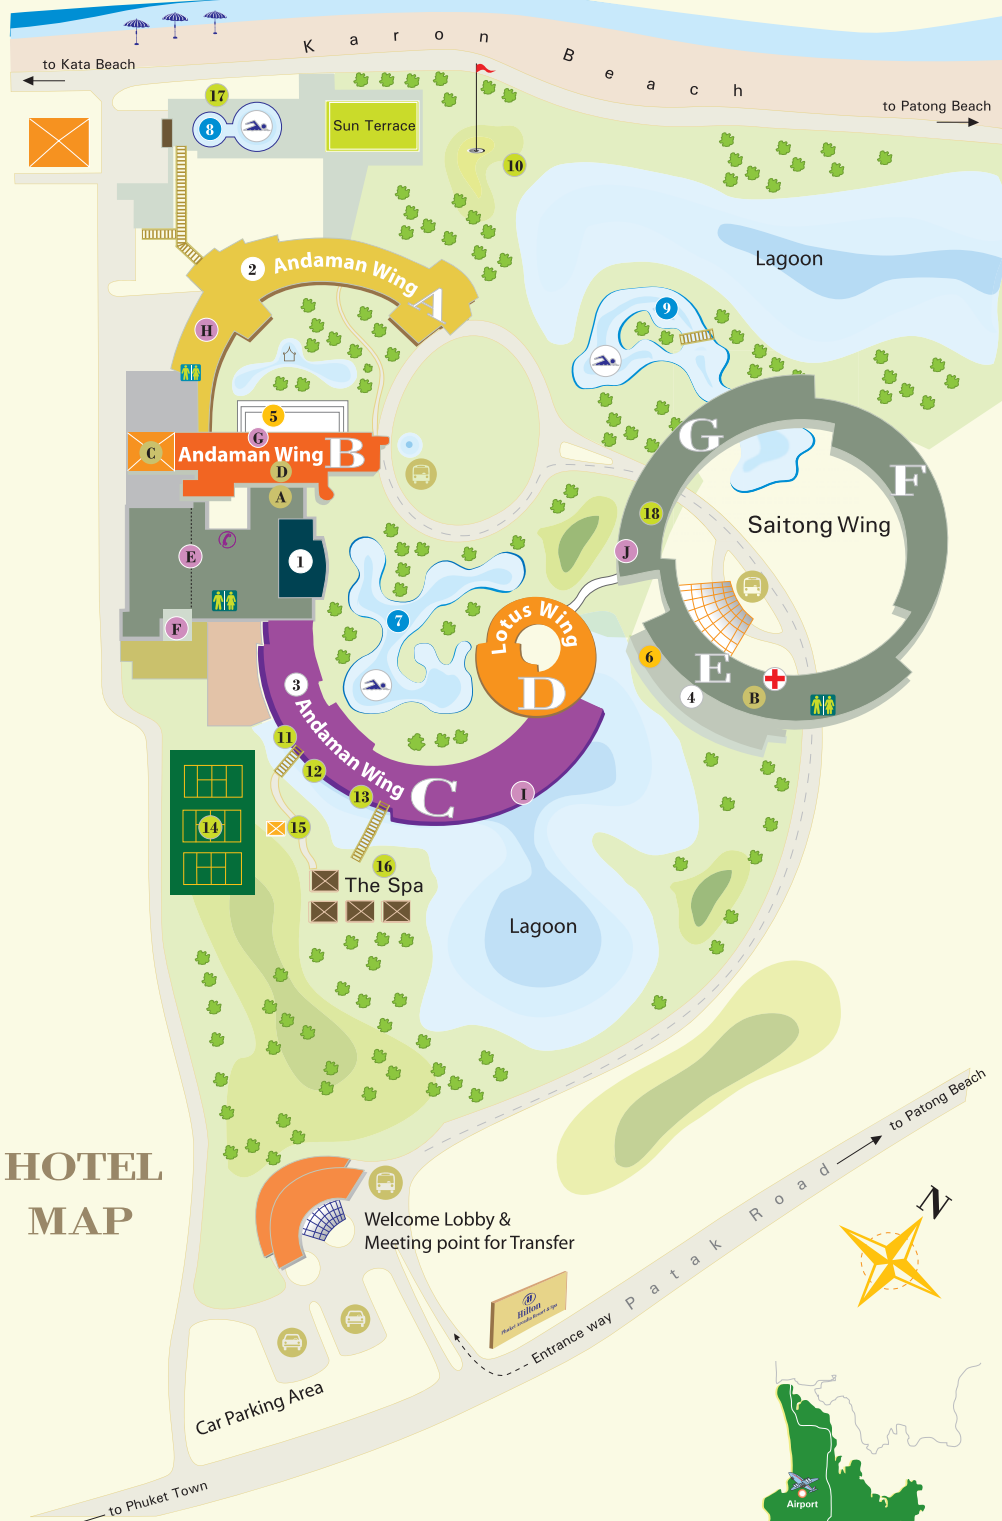 Karon Beach
to Kata Beach
to Patong Beach
17
8
Sun Terrace
10
2
Andaman Wing A
Lagoon
9
H
5
G
C
Andaman Wing B
D
A
G
F
18
Saitong Wing
J
E
1
7
Lotus Wing
D
F
6
E
4
B
3
Andaman Wing
C
I
11
12
13
14
15
16
The Spa
Lagoon
HOTEL
MAP
to Patong Beach
Patak Road
N
Welcome Lobby &
Meeting point for Transfer
Hilton
Entrance way
Car Parking Area
to Phuket Town
Airport